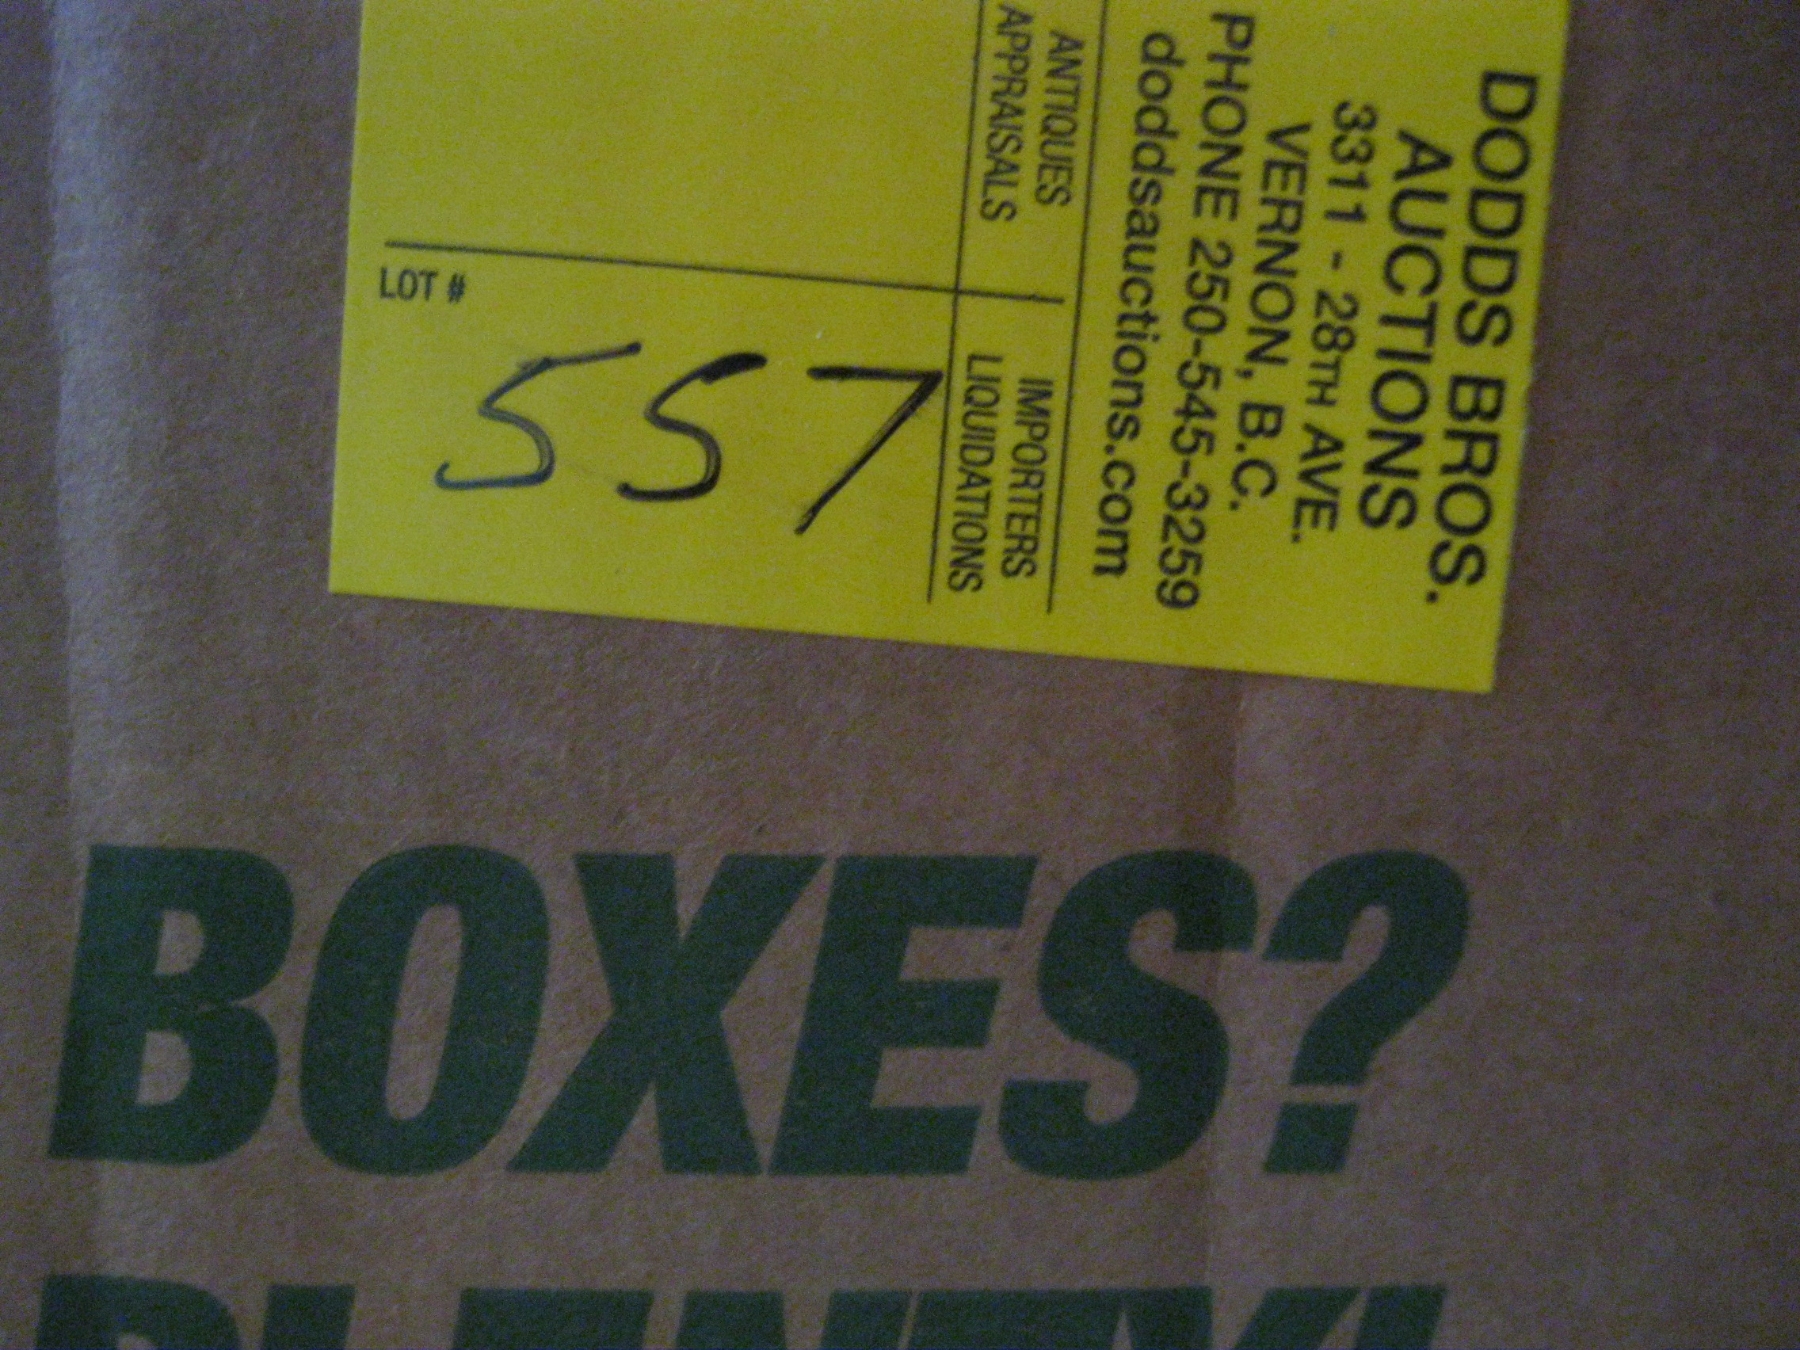 DODDS BROS.
AUCTIONS
3311 - 28TH AVE.
VERNON, B.C.
PHONE 250-545-3259
doddsauctions.com
ANTIQUES
APPRAISALS
IMPORTERS
LIQUIDATIONS
LOT #
557
BOXES?
PLENTY!